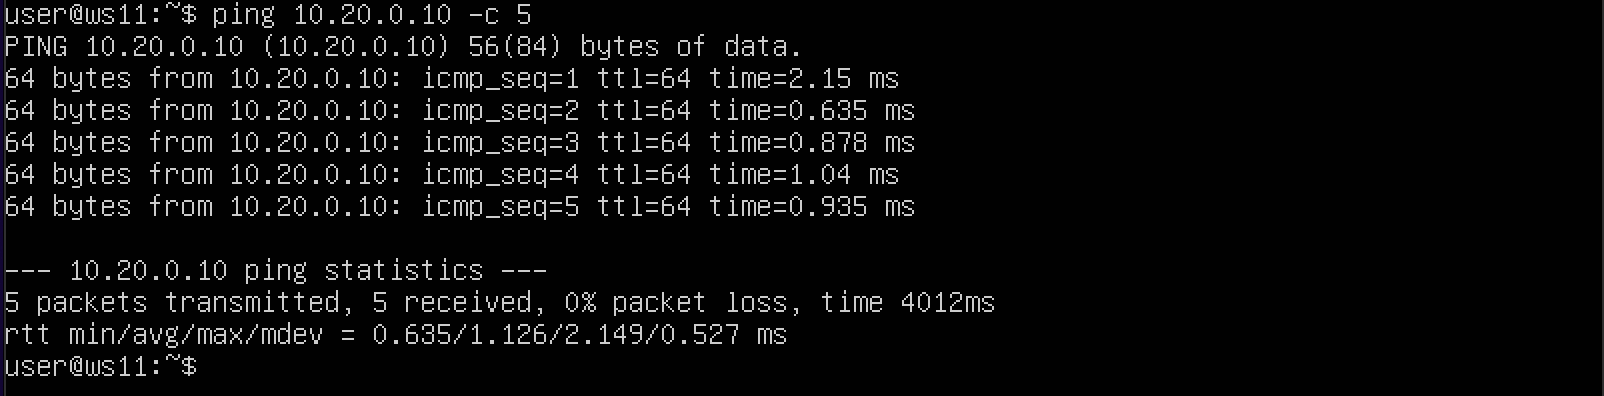 user@ws11:~$ ping 10.20.0.10 -c 5
PING 10.20.0.10 (10.20.0.10) 56(84) bytes of data.
64 bytes from 10.20.0.10: icmp_seq=1 ttl=64 time=2.15 ms
64 bytes from 10.20.0.10: icmp_seq=2 ttl=64 time=0.635 ms
64 bytes from 10.20.0.10: icmp_seq=3 ttl=64 time=0.878 ms
64 bytes from 10.20.0.10: icmp_seq=4 ttl=64 time=1.04 ms
64 bytes from 10.20.0.10: icmp_seq=5 ttl=64 time=0.935 ms

--- 10.20.0.10 ping statistics ---
5 packets transmitted, 5 received, 0% packet loss, time 4012ms
rtt min/avg/max/mdev = 0.635/1.126/2.149/0.527 ms
user@ws11:~$